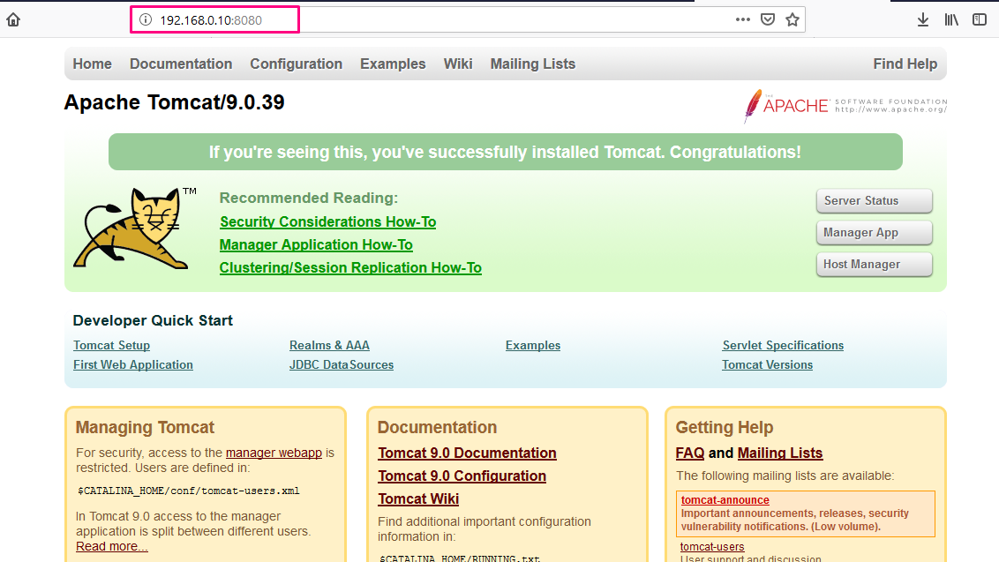 192.168.0.10:8080
Home Documentation Configuration Examples Wiki Mailing Lists Find Help
Apache Tomcat/9.0.39
THE
APACHE SOFTWARE FOUNDATION
http://www.apache.org/
If you're seeing this, you've successfully installed Tomcat. Congratulations!
TM
Recommended Reading:
Security Considerations How-To
Manager Application How-To
Clustering/Session Replication How-To
Server Status
Manager App
Host Manager
Developer Quick Start
Tomcat Setup
First Web Application
Realms & AAA
JDBC DataSources
Examples
Servlet Specifications
Tomcat Versions
Managing Tomcat
For security, access to the manager webapp is
restricted. Users are defined in:
$CATALINA_HOME/conf/tomcat-users.xml
In Tomcat 9.0 access to the manager
application is split between different users.
Read more...
Documentation
Tomcat 9.0 Documentation
Tomcat 9.0 Configuration
Tomcat Wiki
Find additional important configuration
information in:
$CATALINA_HOME/RUNNING.txt
Getting Help
FAQ and Mailing Lists
The following mailing lists are available:
tomcat-announce
Important announcements, releases, security
vulnerability notifications. (Low volume).
tomcat-users
User support and discussion